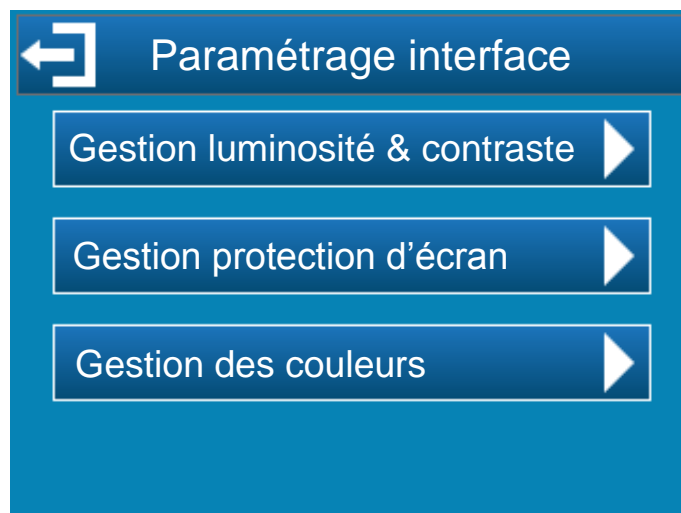 Paramétrage interface
Gestion luminosité & contraste
Gestion protection d’écran
Gestion des couleurs